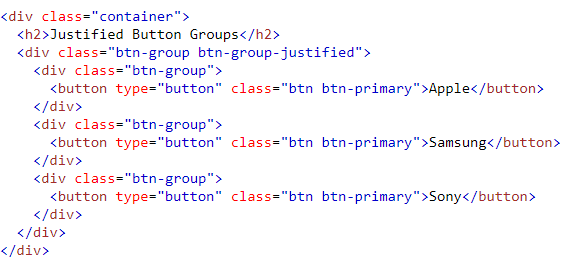 <div class="container">
  <h2>Justified Button Groups</h2>
  <div class="btn-group btn-group-justified">
    <div class="btn-group">
      <button type="button" class="btn btn-primary">Apple</button>
    </div>
    <div class="btn-group">
      <button type="button" class="btn btn-primary">Samsung</button>
    </div>
    <div class="btn-group">
      <button type="button" class="btn btn-primary">Sony</button>
    </div>
  </div>
</div>